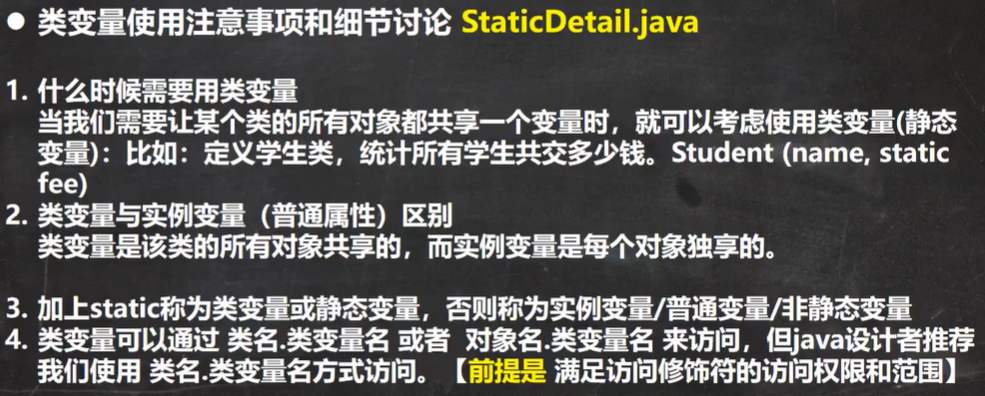 ● 类变量使用注意事项和细节讨论 StaticDetail.java
1. 什么时候需要用类变量
当我们需要让某个类的所有对象都共享一个变量时，就可以考虑使用类变量(静态
变量)：比如：定义学生类，统计所有学生共交多少钱。Student (name, static
fee)
2. 类变量与实例变量（普通属性）区别
类变量是该类的所有对象共享的，而实例变量是每个对象独享的。
3. 加上static称为类变量或静态变量，否则称为实例变量/普通变量/非静态变量
4. 类变量可以通过 类名.类变量名 或者 对象名.类变量名 来访问，但java设计者推荐
我们使用 类名.类变量名方式访问。【前提是 满足访问修饰符的访问权限和范围】